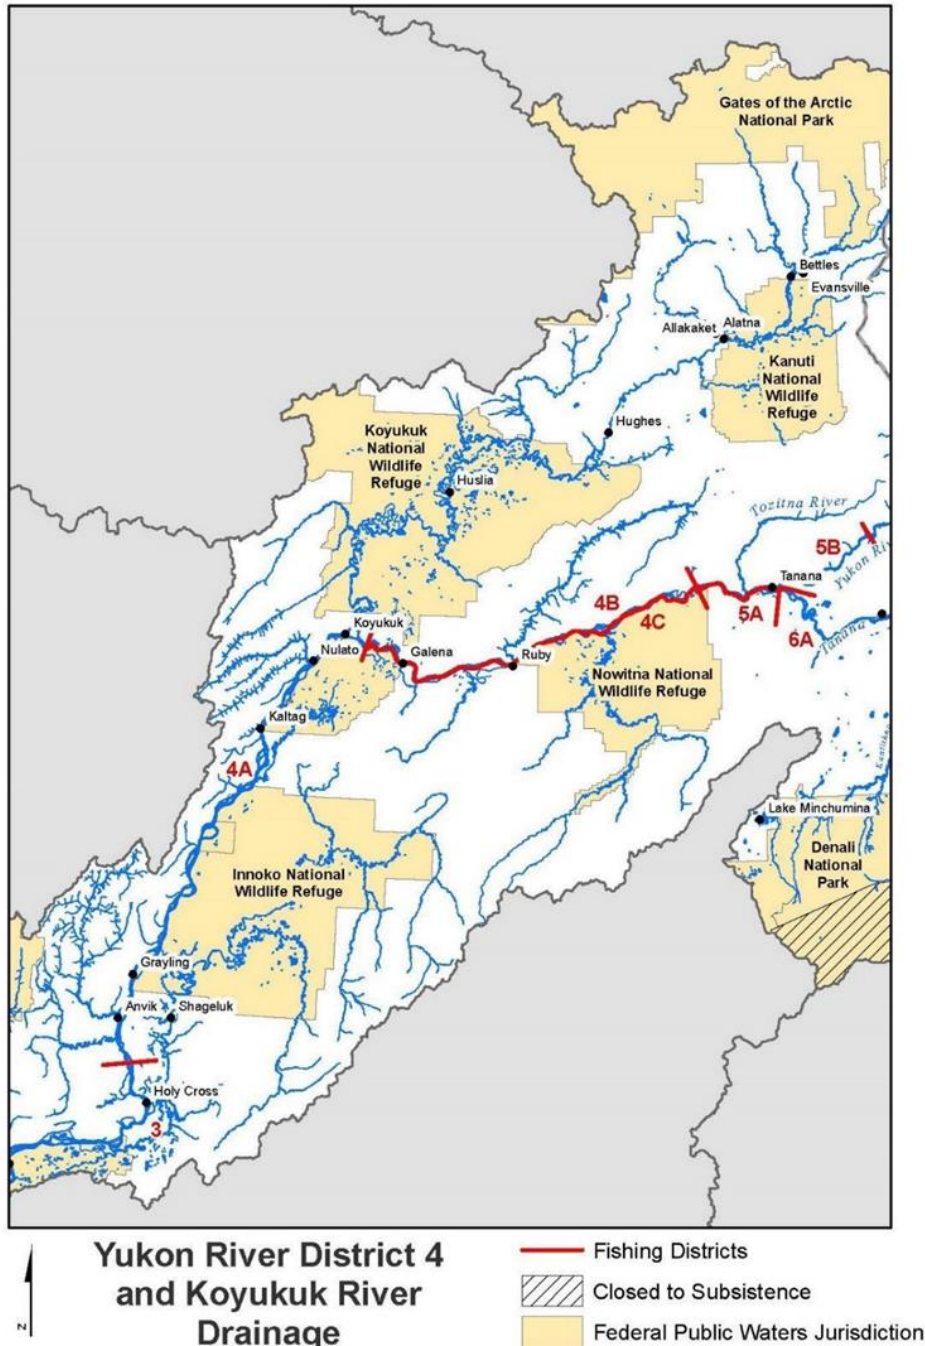 Gates of the Arctic
National Park
Bettles
Evansville
Allakaket
Alatna
Kanuti
National
Wildlife
Refuge
Hughes
Koyukuk
National
Wildlife
Refuge
Huslia
Tozitna River
5B
Yukon Riv
Tanana
4B
4C
5A
6A
Tanana
Koyukuk
Nulato
Galena
Ruby
Nowitna National
Wildlife Refuge
Kaltag
4A
Lake Minchumina
Denali
National
Park
Innoko National
Wildlife Refuge
Grayling
Anvik
Shageluk
Holy Cross
3
N
Yukon River District 4
and Koyukuk River
Drainage
Fishing Districts
Closed to Subsistence
Federal Public Waters Jurisdiction